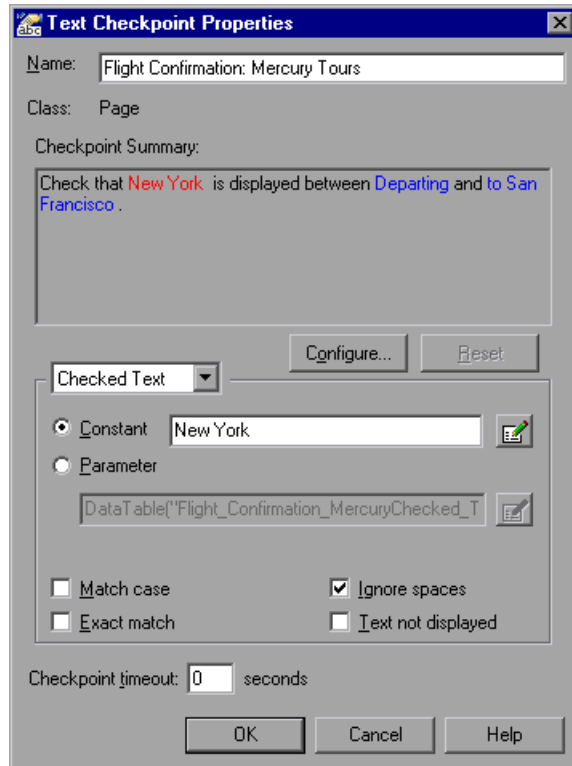 abc
Text Checkpoint Properties
Name: Flight Confirmation: Mercury Tours
Class: Page
Checkpoint Summary:
Check that New York is displayed between Departing and to San
Francisco .
Configure... Reset
Checked Text
Constant New York
Parameter
DataTable("Flight_Confirmation_MercuryChecked_T
Match case Ignore spaces
Exact match Text not displayed
Checkpoint timeout: 0 seconds
OK Cancel Help